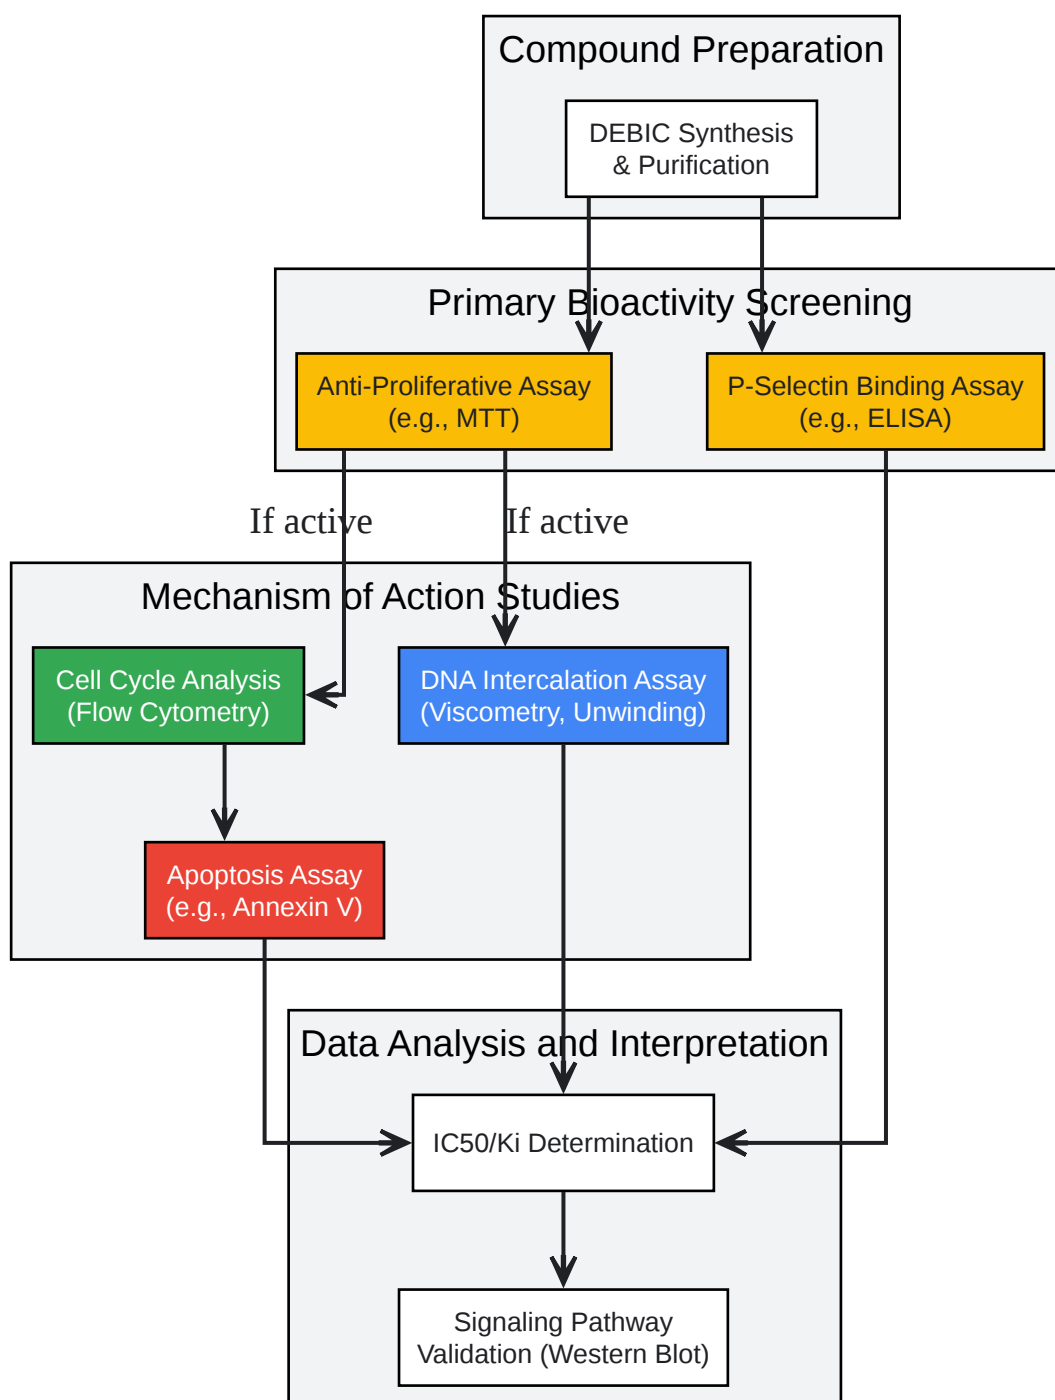 Compound Preparation
DEBIC Synthesis
& Purification
Primary Bioactivity Screening
Anti-Proliferative Assay
(e.g., MTT)
P-Selectin Binding Assay
(e.g., ELISA)
If active
If active
Mechanism of Action Studies
Cell Cycle Analysis
(Flow Cytometry)
DNA Intercalation Assay
(Viscometry, Unwinding)
Apoptosis Assay
(e.g., Annexin V)
Data Analysis and Interpretation
IC50/Ki Determination
Signaling Pathway
Validation (Western Blot)